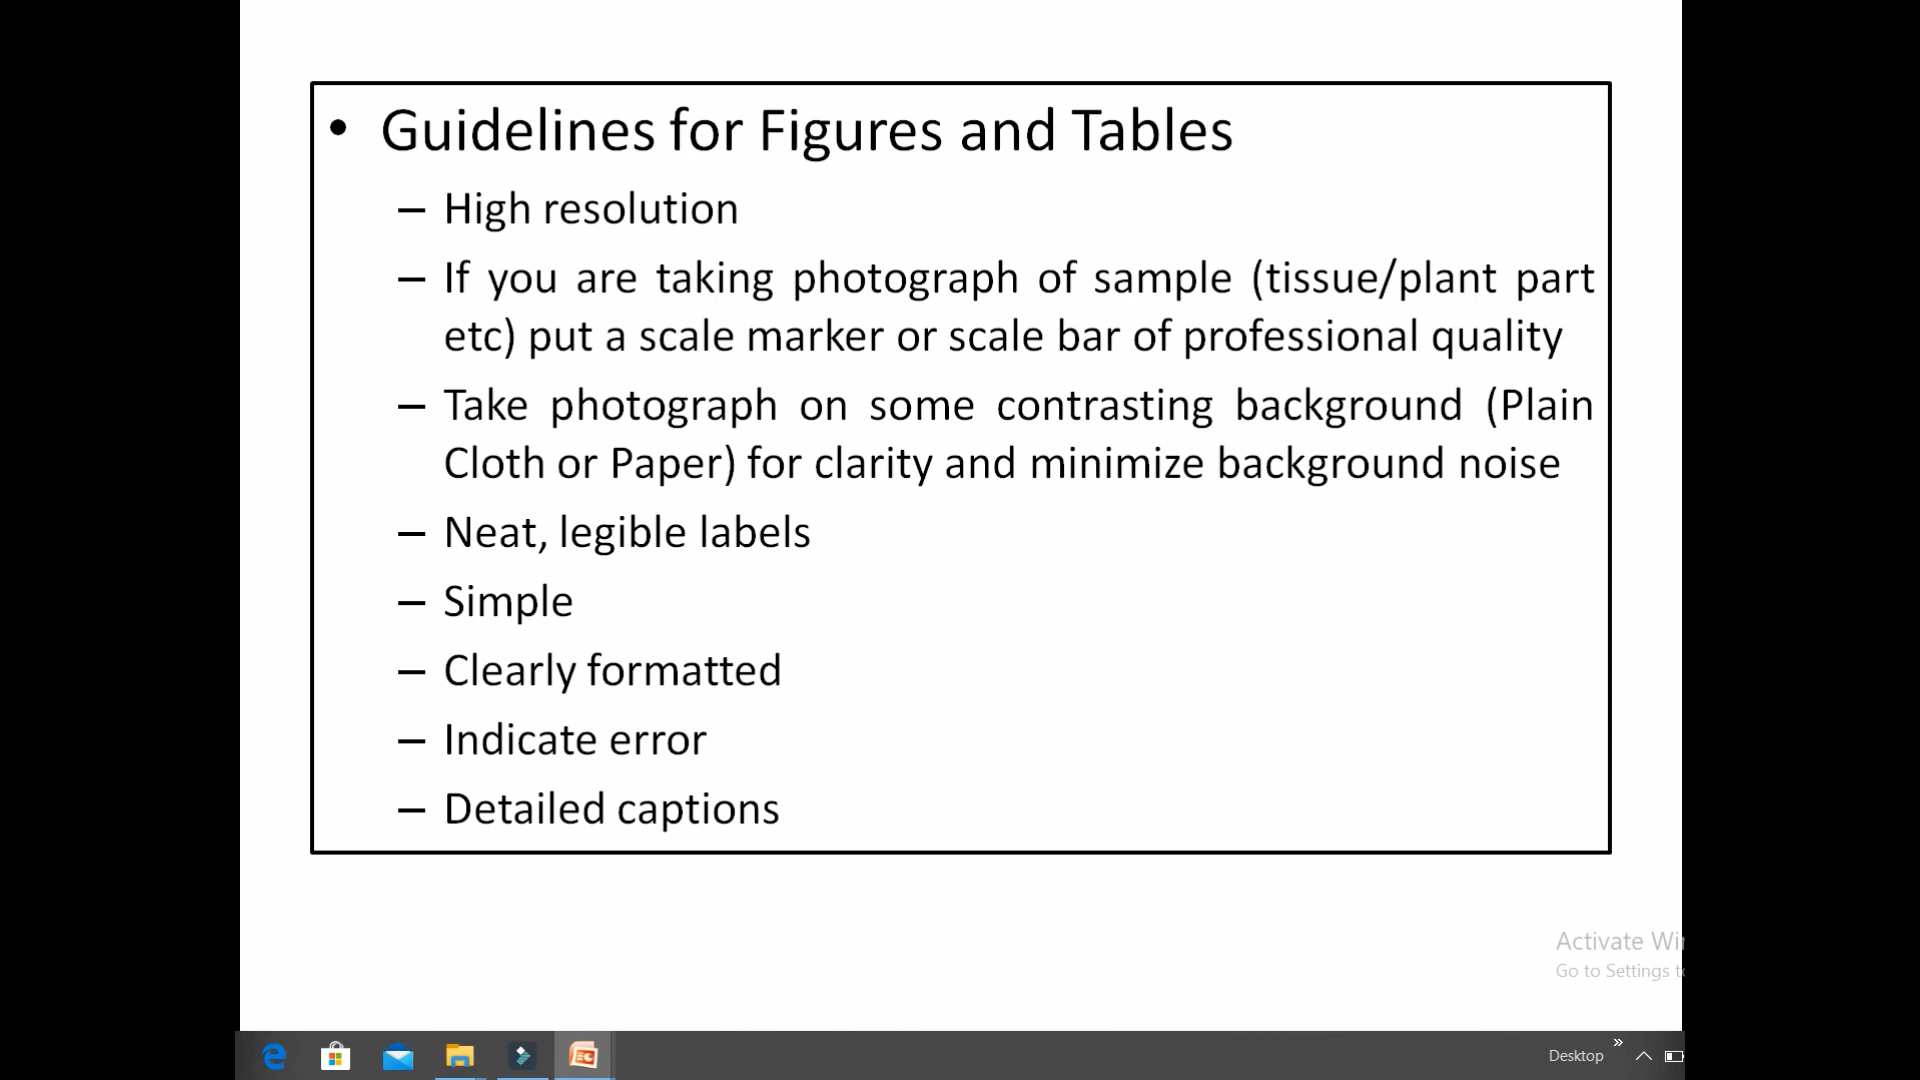 • Guidelines for Figures and Tables
– High resolution
– If you are taking photograph of sample (tissue/plant part
etc) put a scale marker or scale bar of professional quality
– Take photograph on some contrasting background (Plain
Cloth or Paper) for clarity and minimize background noise
– Neat, legible labels
– Simple
– Clearly formatted
– Indicate error
– Detailed captions
Activate
Go to Settings
Desktop